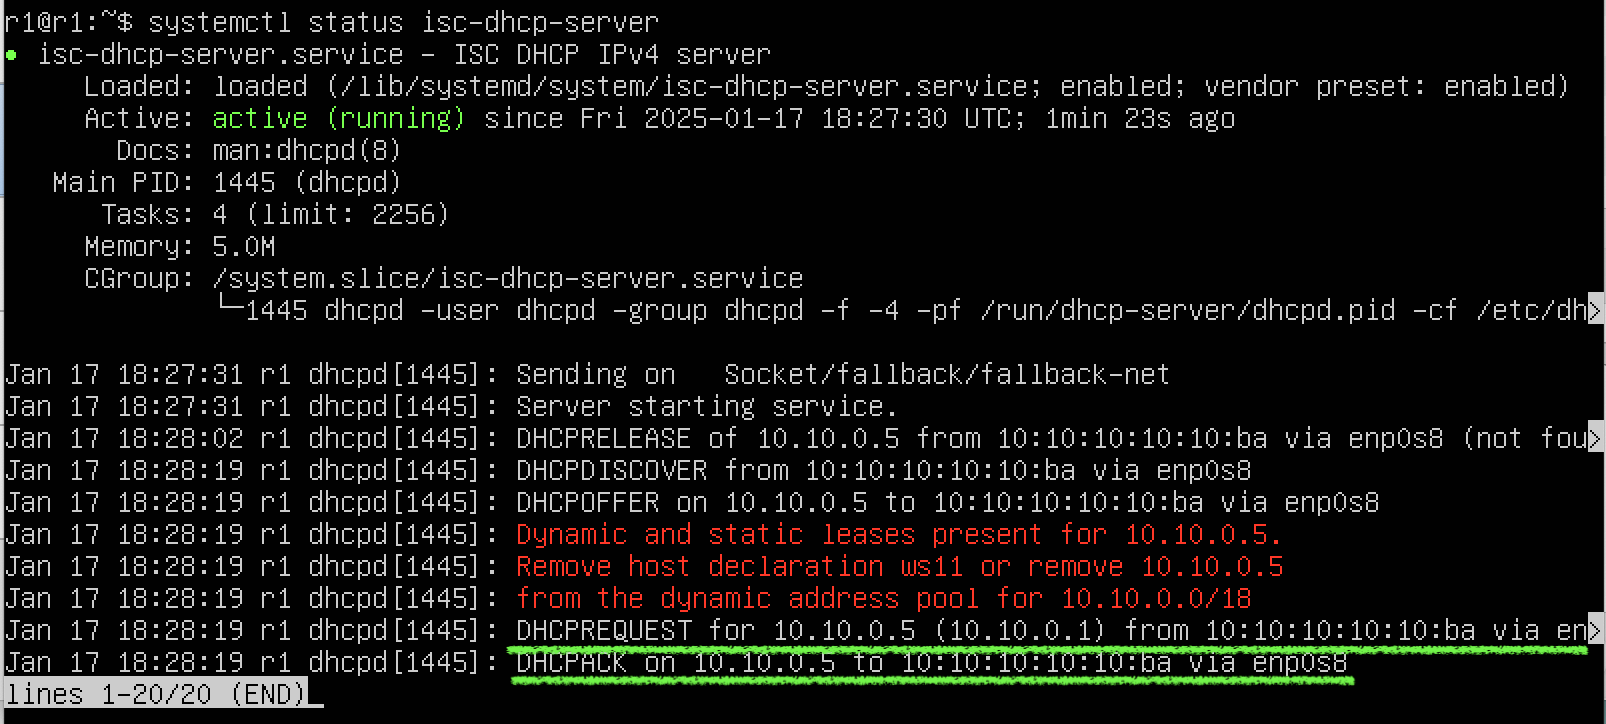 r1@r1:~$ systemctl status isc-dhcp-server
● isc-dhcp-server.service - ISC DHCP IPv4 server
Loaded: loaded (/lib/systemd/system/isc-dhcp-server.service; enabled; vendor preset: enabled)
Active: active (running) since Fri 2025-01-17 18:27:30 UTC; 1min 23s ago
Docs: man:dhcpd(8)
Main PID: 1445 (dhcpd)
Tasks: 4 (limit: 2256)
Memory: 5.0M
CGroup: /system.slice/isc-dhcp-server.service
└─1445 dhcpd -user dhcpd -group dhcpd -f -4 -pf /run/dhcp-server/dhcpd.pid -cf /etc/dh>
Jan 17 18:27:31 r1 dhcpd[1445]: Sending on   Socket/fallback/fallback-net
Jan 17 18:27:31 r1 dhcpd[1445]: Server starting service.
Jan 17 18:28:02 r1 dhcpd[1445]: DHCPRELEASE of 10.10.0.5 from 10:10:10:10:10:ba via enp0s8 (not fou>
Jan 17 18:28:19 r1 dhcpd[1445]: DHCPDISCOVER from 10:10:10:10:10:ba via enp0s8
Jan 17 18:28:19 r1 dhcpd[1445]: DHCPOFFER on 10.10.0.5 to 10:10:10:10:10:ba via enp0s8
Jan 17 18:28:19 r1 dhcpd[1445]: Dynamic and static leases present for 10.10.0.5.
Jan 17 18:28:19 r1 dhcpd[1445]: Remove host declaration ws11 or remove 10.10.0.5
Jan 17 18:28:19 r1 dhcpd[1445]: from the dynamic address pool for 10.10.0.0/18
Jan 17 18:28:19 r1 dhcpd[1445]: DHCPREQUEST for 10.10.0.5 (10.10.0.1) from 10:10:10:10:10:ba via en>
Jan 17 18:28:19 r1 dhcpd[1445]: DHCPACK on 10.10.0.5 to 10:10:10:10:10:ba via enp0s8
lines 1-20/20 (END)